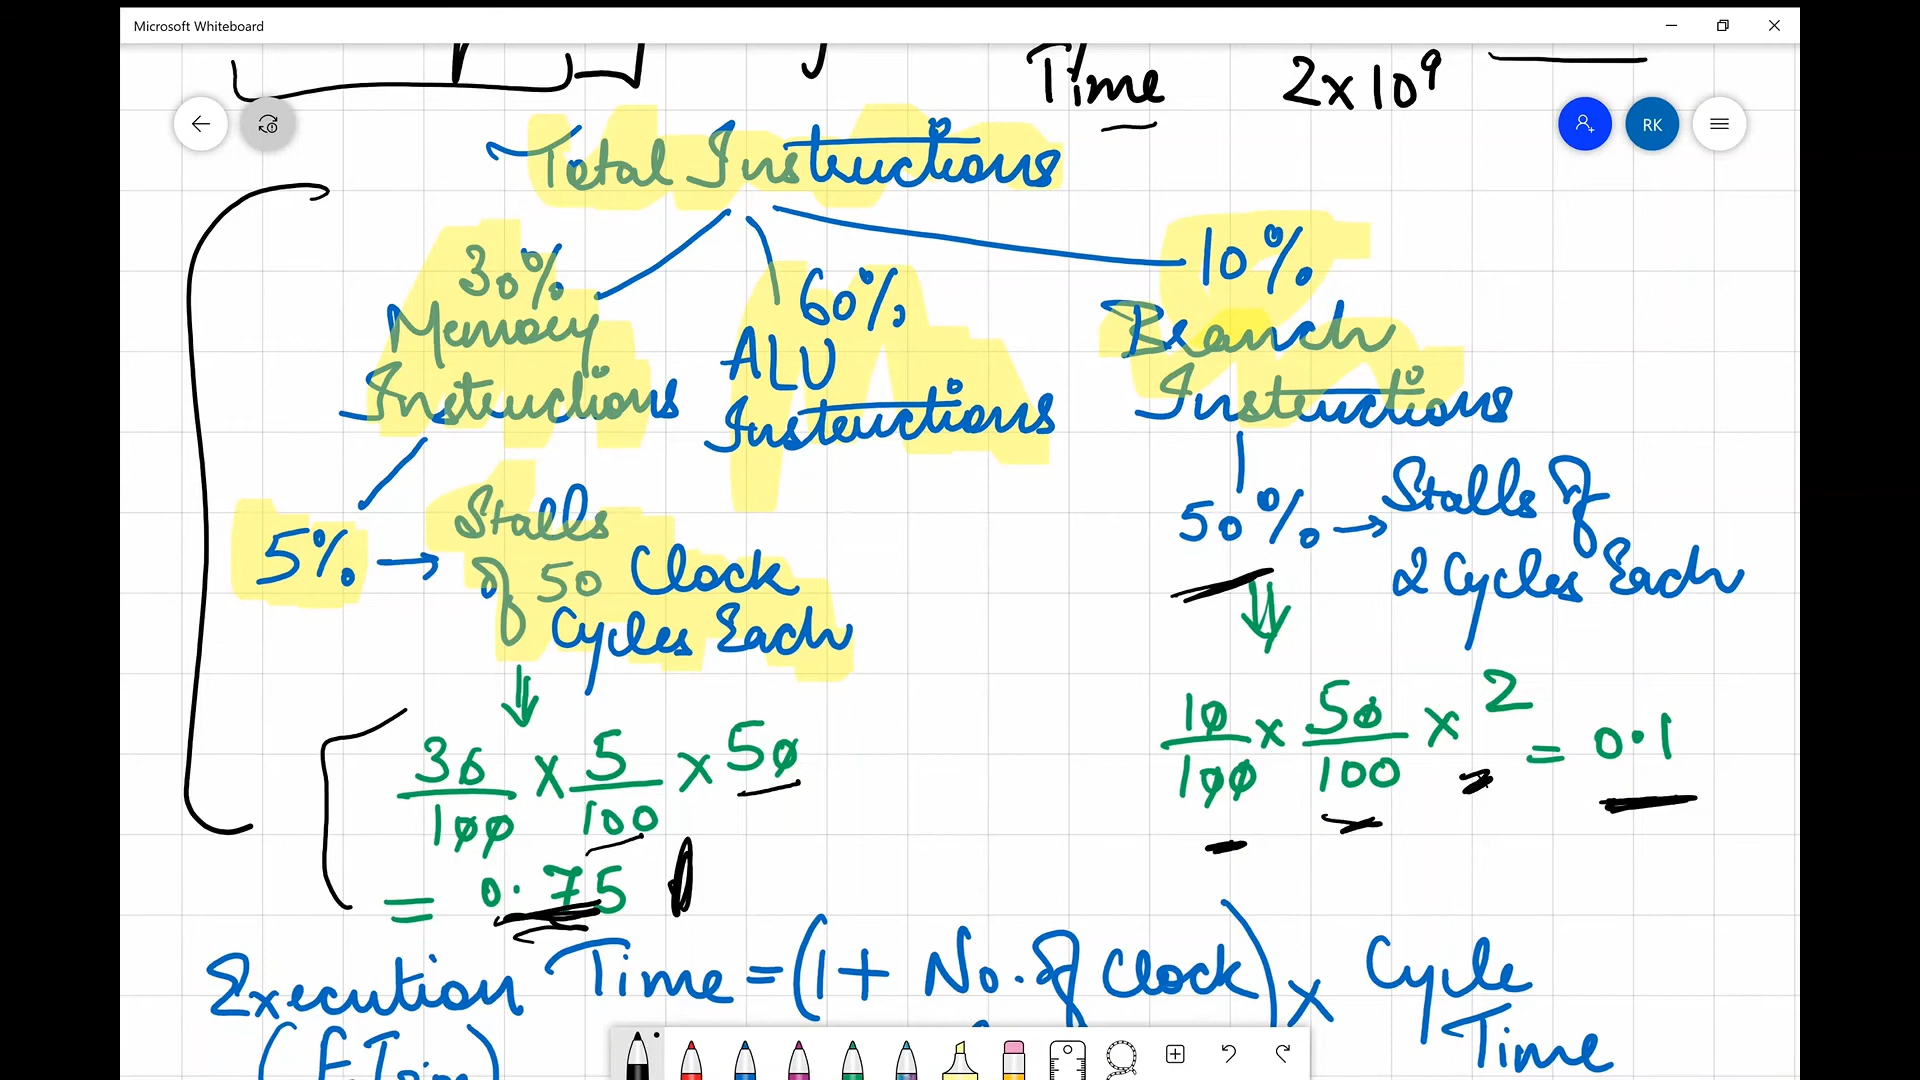 Microsoft Whiteboard
Time 2x10⁹
RK
Total Instructions
30% 60% 10%
Memory ALU Branch
Instructions Instructions Instructions
5% → Stalls 50% → Stalls of
of 50 Clock 2 Cycles Each
Cycles Each
30/100 x 5/100 x 50 10/100 x 50/100 x 2 = 0.1
= 0.75
Execution Time = (1 + No. of Clock ) x Cycle
Time